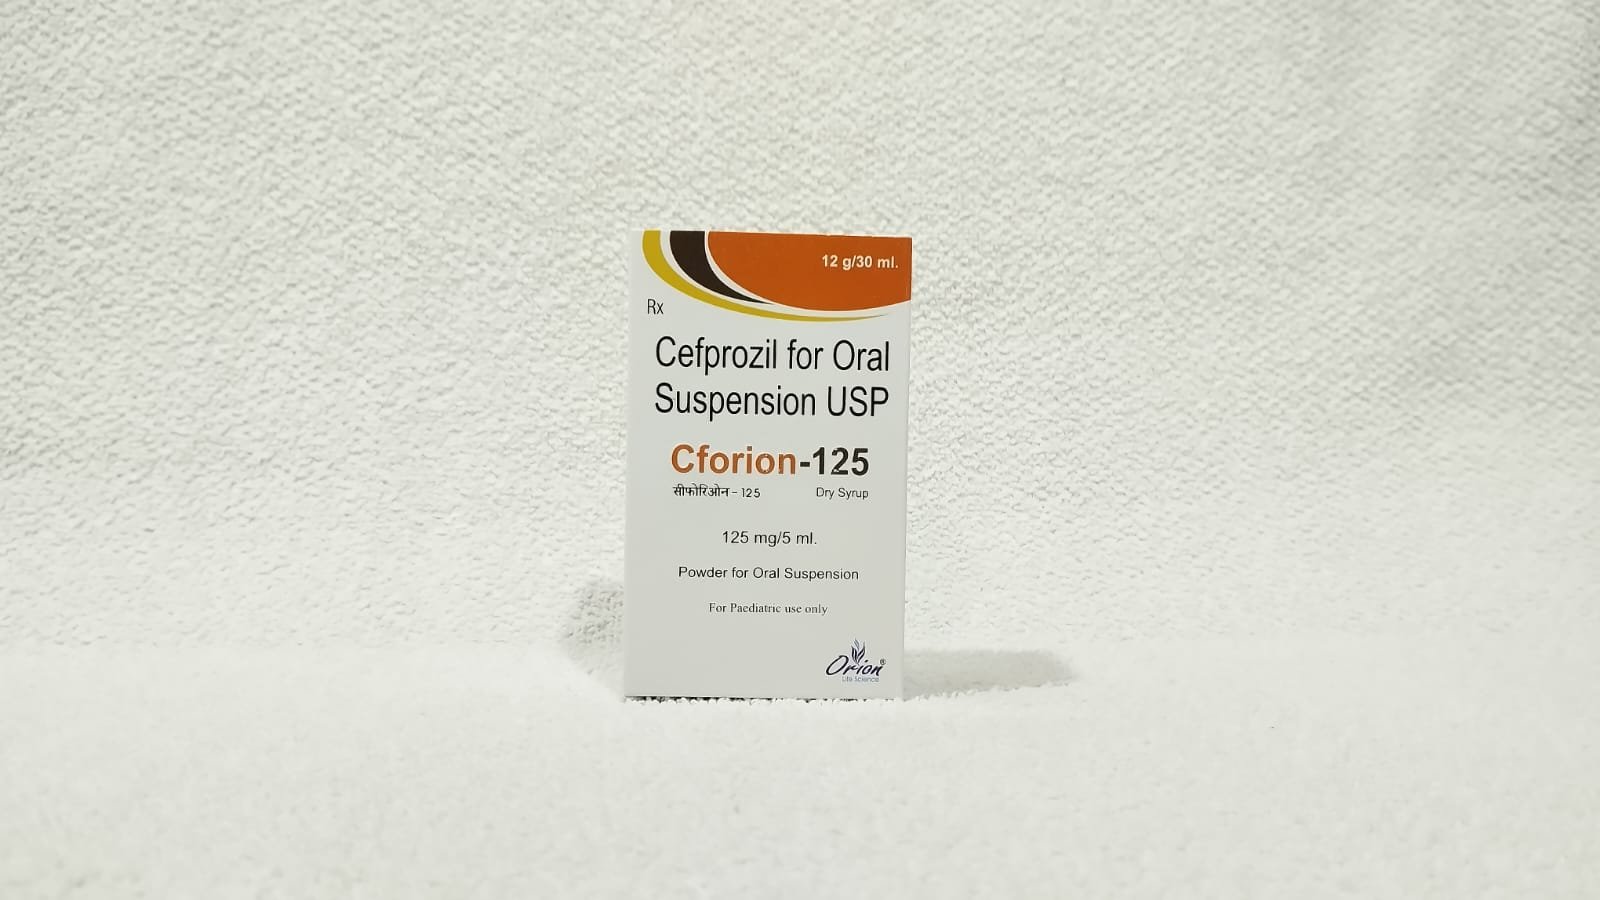 12 g/30 ml.
Rx
Cefprozil for Oral
Suspension USP
Cforion-125
सीफोरिओन - 125 Dry Syrup
125 mg/5 ml.
Powder for Oral Suspension
For Paediatric use only
Orion®
Life Science